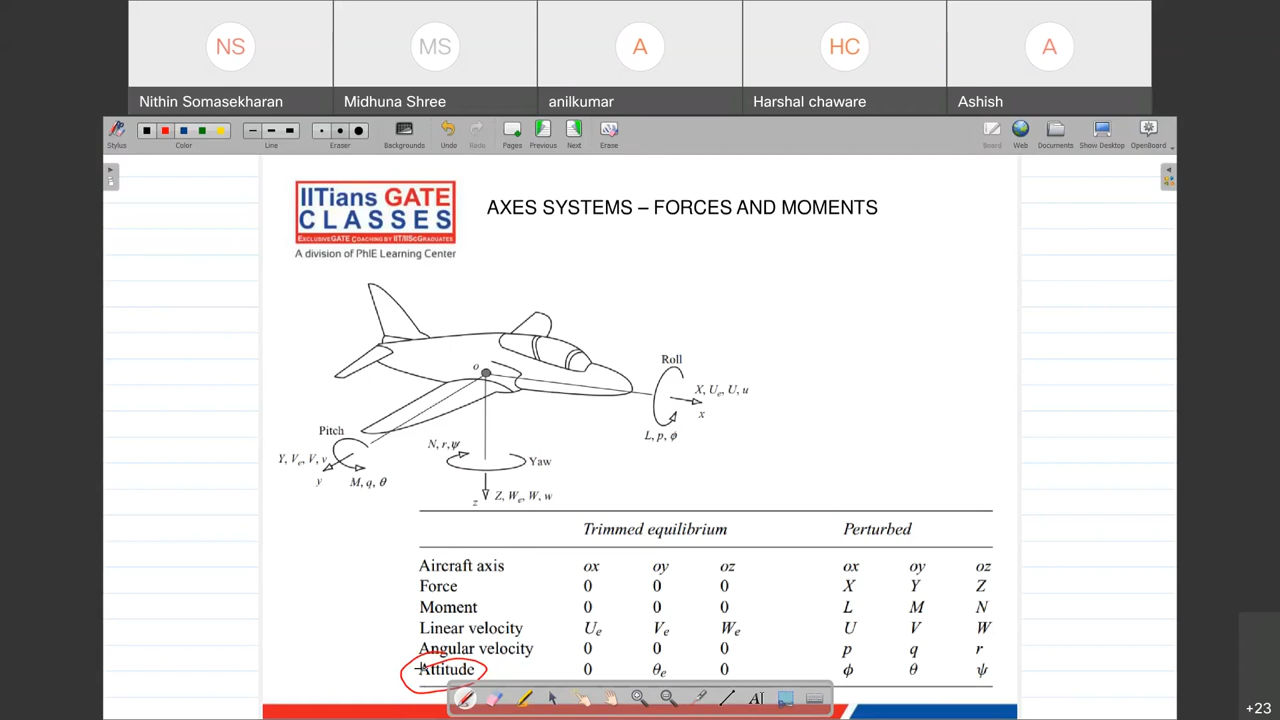 NS
MS
A
HC
A
Nithin Somasekharan
Midhuna Shree
anilkumar
Harshal chaware
Ashish
Stylus
Color
Line
Eraser
Backgrounds
Undo
Redo
Pages
Previous
Next
Erase
Board
Web
Documents
Show Desktop
OpenBoard
IITians GATE
CLASSES
EXCLUSIVE GATE COACHING BY IIT/IISc GRADUATES
A division of PhIE Learning Center
AXES SYSTEMS – FORCES AND MOMENTS
o
Roll
X, Ue, U, u
x
L, p, ϕ
Pitch
Y, Ve, V, v
y
M, q, θ
N, r, ψ
Yaw
z
Z, We, W, w
Trimmed equilibrium Perturbed
Aircraft axis ox oy oz ox oy oz
Force 0 0 0 X Y Z
Moment 0 0 0 L M N
Linear velocity Ue Ve We U V W
Angular velocity 0 0 0 p q r
Attitude 0 θe 0 ϕ θ ψ
+23